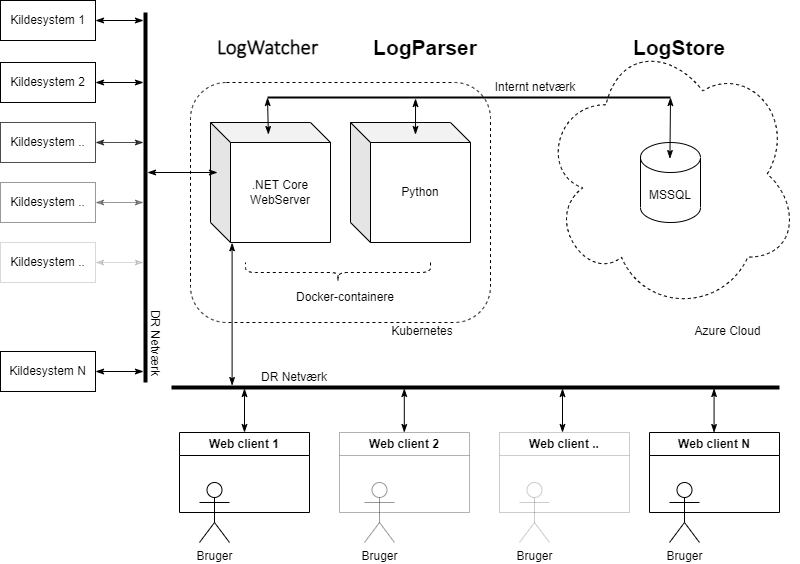 Kildesystem 1
Kildesystem 2
Kildesystem ..
Kildesystem ..
Kildesystem ..
Kildesystem N
DR Netværk
LogWatcher
LogParser
LogStore
Internt netværk
.NET Core
WebServer
Python
MSSQL
Docker-containere
Kubernetes
Azure Cloud
DR Netværk
Web client 1
Web client 2
Web client ..
Web client N
Bruger
Bruger
Bruger
Bruger